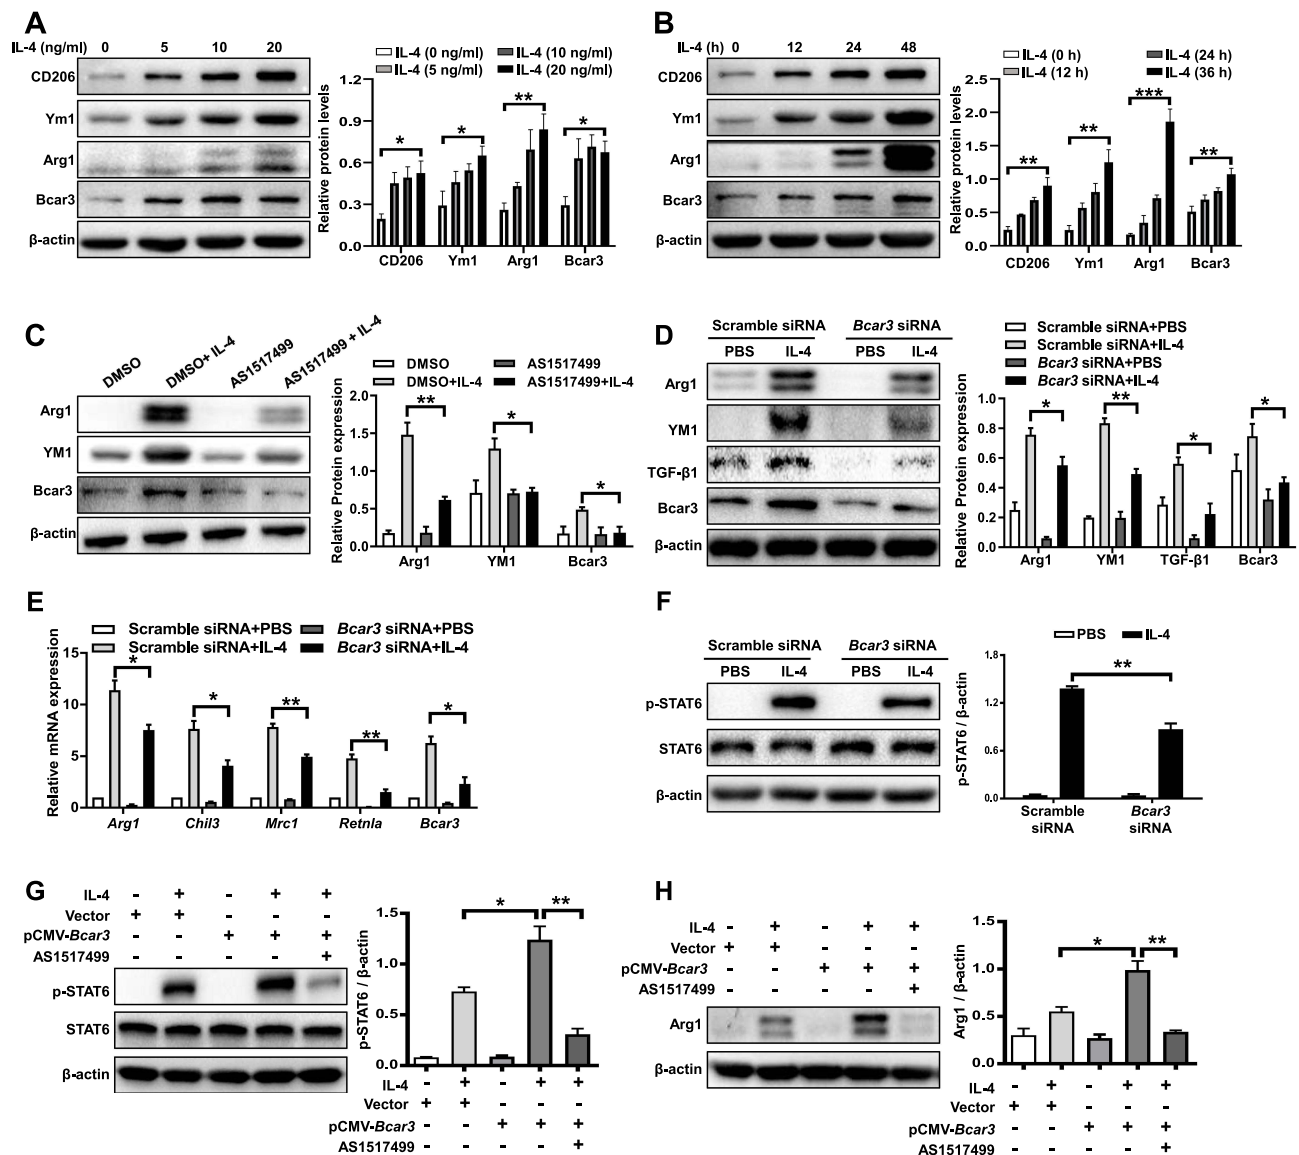 A
IL-4 (ng/ml) 0 5 10 20
CD206
Ym1
Arg1
Bcar3
β-actin
IL-4 (0 ng/ml) IL-4 (10 ng/ml)
IL-4 (5 ng/ml) IL-4 (20 ng/ml)
Relative protein levels
1.2
0.9
0.6
0.3
0.0
* * ** *
CD206 Ym1 Arg1 Bcar3
B
IL-4 (h) 0 12 24 48
CD206
Ym1
Arg1
Bcar3
β-actin
IL-4 (0 h) IL-4 (24 h)
IL-4 (12 h) IL-4 (36 h)
Relative protein levels
2.5
2.0
1.5
1.0
0.5
0.0
** ** *** **
CD206 Ym1 Arg1 Bcar3
C
DMSO DMSO+ IL-4 AS1517499 AS1517499 + IL-4
Arg1
YM1
Bcar3
β-actin
DMSO AS1517499
DMSO+IL-4 AS1517499+IL-4
Relative Protein expression
2.0
1.5
1.0
0.5
0.0
** * *
Arg1 YM1 Bcar3
D
Scramble siRNA Bcar3 siRNA
PBS IL-4 PBS IL-4
Arg1
YM1
TGF-β1
Bcar3
β-actin
Scramble siRNA+PBS
Scramble siRNA+IL-4
Bcar3 siRNA+PBS
Bcar3 siRNA+IL-4
Relative Protein expression
1.0
0.8
0.6
0.4
0.2
0.0
* ** * *
Arg1 YM1 TGF-β1 Bcar3
E
Scramble siRNA+PBS Bcar3 siRNA+PBS
Scramble siRNA+IL-4 Bcar3 siRNA+IL-4
Relative mRNA expression
15
10
5
0
* * ** ** *
Arg1 Chil3 Mrc1 Retnla Bcar3
F
Scramble siRNA Bcar3 siRNA
PBS IL-4 PBS IL-4
p-STAT6
STAT6
β-actin
PBS IL-4
p-STAT6 / β-actin
1.8
1.2
0.6
0.0
**
Scramble Bcar3
siRNA siRNA
G
IL-4 - + - + +
Vector + + - - -
pCMV-Bcar3 - - + + +
AS1517499 - - - - +
p-STAT6
STAT6
β-actin
p-STAT6 / β-actin
1.5
1.0
0.5
0.0
* **
IL-4 - + - + +
Vector + + - - -
pCMV-Bcar3 - - + + +
AS1517499 - - - - +
H
IL-4 - + - + +
Vector + + - - -
pCMV-Bcar3 - - + + +
AS1517499 - - - - +
Arg1
β-actin
Arg1 / β-actin
1.5
1.0
0.5
0.0
* **
IL-4 - + - + +
Vector + + - - -
pCMV-Bcar3 - - + + +
AS1517499 - - - - +